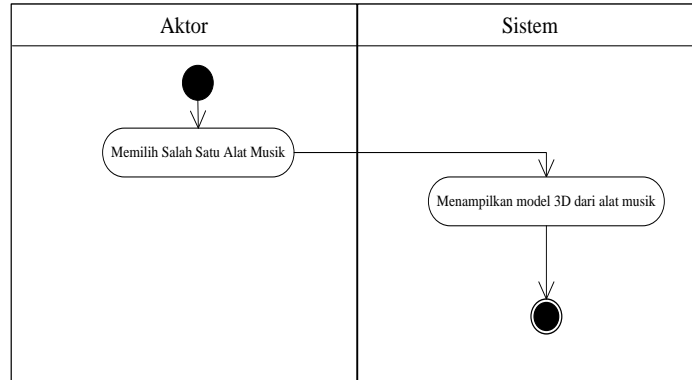 Aktor
Sistem
Memilih Salah Satu Alat Musik
Menampilkan model 3D dari alat musik